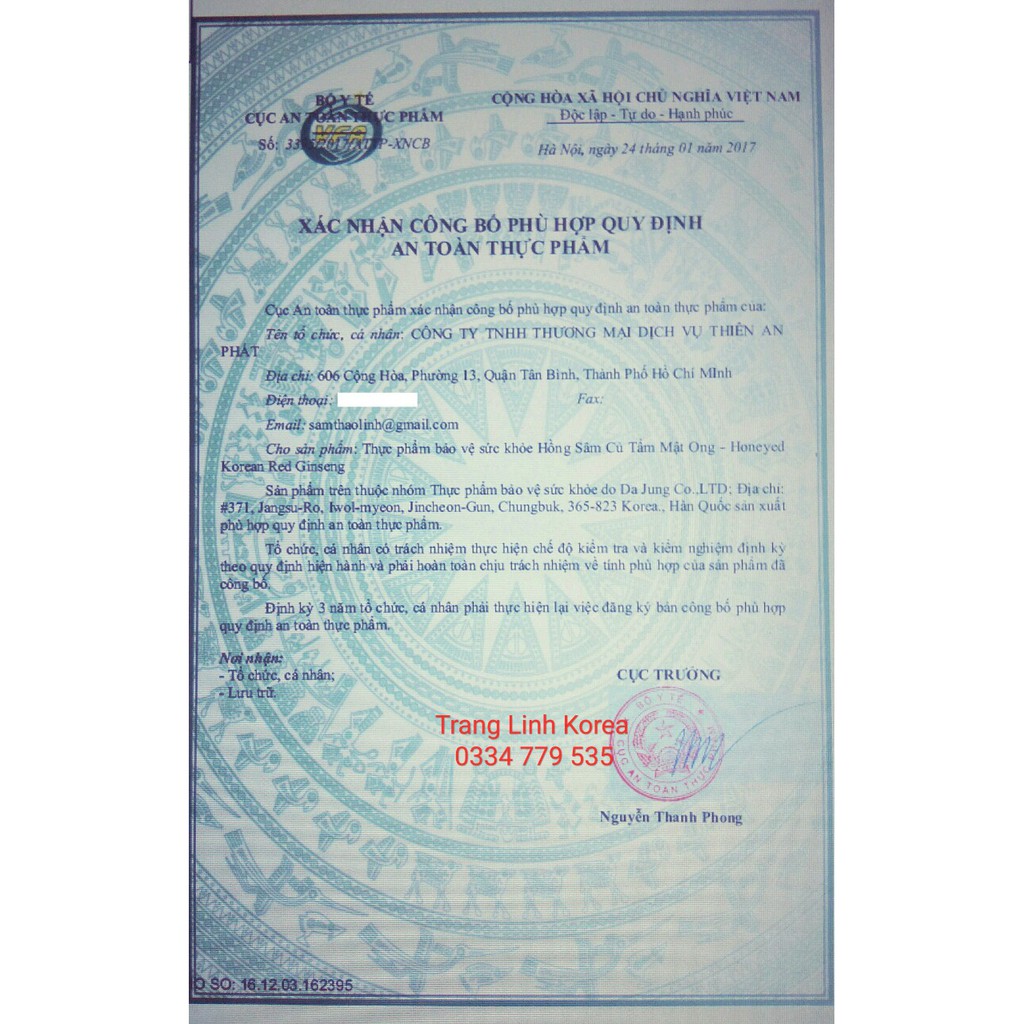 BỘ Y TẾ
CỤC AN TOÀN THỰC PHẨM
VFA
Số: /2017/ATTP-XNCB
CỘNG HÒA XÃ HỘI CHỦ NGHĨA VIỆT NAM
Độc lập - Tự do - Hạnh phúc
Hà Nội, ngày 24 tháng 01 năm 2017
XÁC NHẬN CÔNG BỐ PHÙ HỢP QUY ĐỊNH
AN TOÀN THỰC PHẨM
Cục An toàn thực phẩm xác nhận công bố phù hợp quy định an toàn thực phẩm của:
Tên tổ chức, cá nhân: CÔNG TY TNHH THƯƠNG MẠI DỊCH VỤ THIÊN AN
PHÁT
Địa chỉ: 606 Cộng Hòa, Phường 13, Quận Tân Bình, Thành Phố Hồ Chí MInh
Điện thoại: Fax:
Email: samthaolinh@gmail.com
Cho sản phẩm: Thực phẩm bảo vệ sức khỏe Hồng Sâm Củ Tẩm Mật Ong - Honeyed
Korean Red Ginseng
Sản phẩm trên thuộc nhóm Thực phẩm bảo vệ sức khỏe do Da Jung Co.,LTD; Địa chỉ:
#371, Jangsu-Ro, Iwol-myeon, Jincheon-Gun, Chungbuk, 365-823 Korea., Hàn Quốc sản xuất
phù hợp quy định an toàn thực phẩm.
Tổ chức, cá nhân có trách nhiệm thực hiện chế độ kiểm tra và kiểm nghiệm định kỳ
theo quy định hiện hành và phải hoàn toàn chịu trách nhiệm về tính phù hợp của sản phẩm đã
công bố.
Định kỳ 3 năm tổ chức, cá nhân phải thực hiện lại việc đăng ký bản công bố phù hợp
quy định an toàn thực phẩm.
Nơi nhận:
- Tổ chức, cá nhân;
- Lưu trữ.
CỤC TRƯỞNG
BỘ Y TẾ
CỤC AN TOÀN THỰC
Trang Linh Korea
0334 779 535
Nguyễn Thanh Phong
O SO: 16.12.03.162395